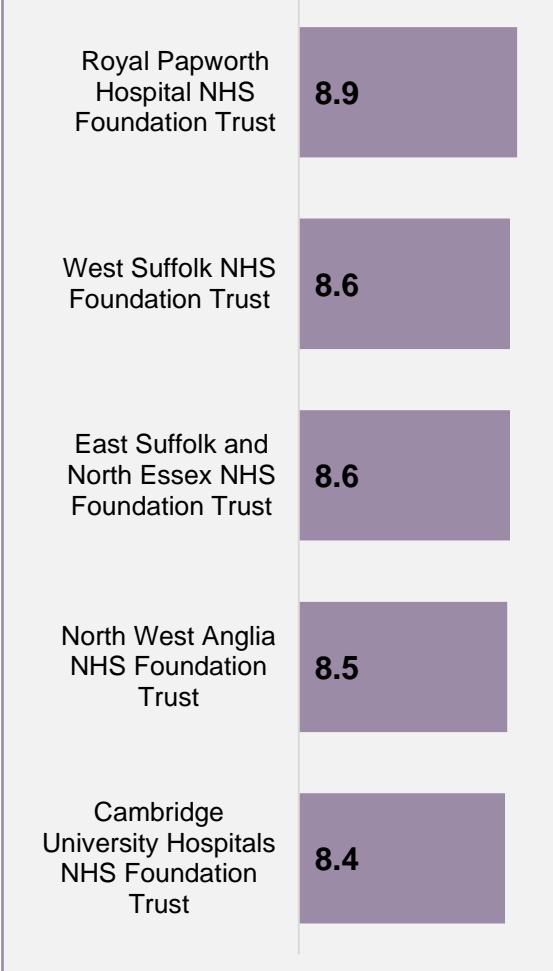 Royal Papworth
Hospital NHS
Foundation Trust
8.9
West Suffolk NHS
Foundation Trust
8.6
East Suffolk and
North Essex NHS
Foundation Trust
8.6
North West Anglia
NHS Foundation
Trust
8.5
Cambridge
University Hospitals
NHS Foundation
Trust
8.4